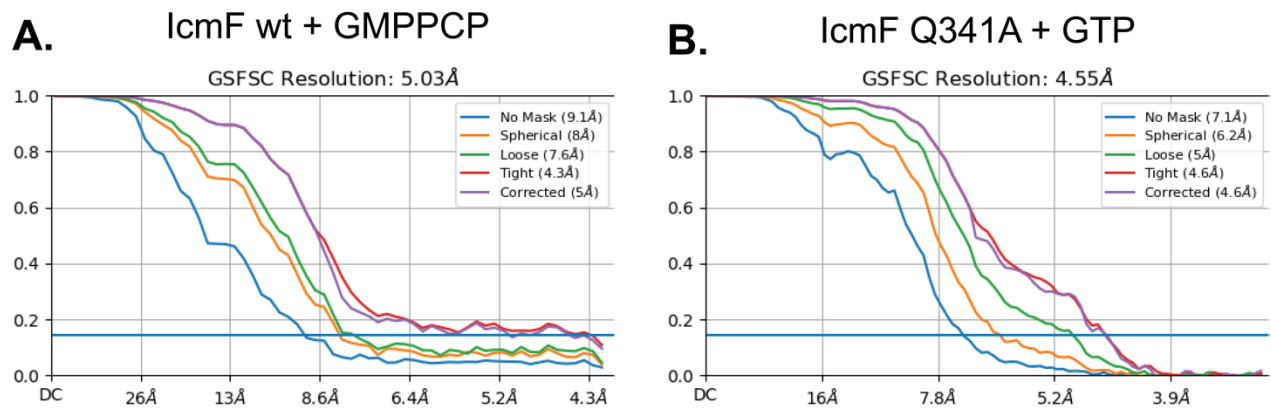 A.
IcmF wt + GMPPCP
GSFSC Resolution: 5.03Å
1.0
0.8
0.6
0.4
0.2
0.0
No Mask (9.1Å)
Spherical (8Å)
Loose (7.6Å)
Tight (4.3Å)
Corrected (5Å)
DC 26Å 13Å 8.6Å 6.4Å 5.2Å 4.3Å
B.
IcmF Q341A + GTP
GSFSC Resolution: 4.55Å
1.0
0.8
0.6
0.4
0.2
0.0
No Mask (7.1Å)
Spherical (6.2Å)
Loose (5Å)
Tight (4.6Å)
Corrected (4.6Å)
DC 16Å 7.8Å 5.2Å 3.9Å